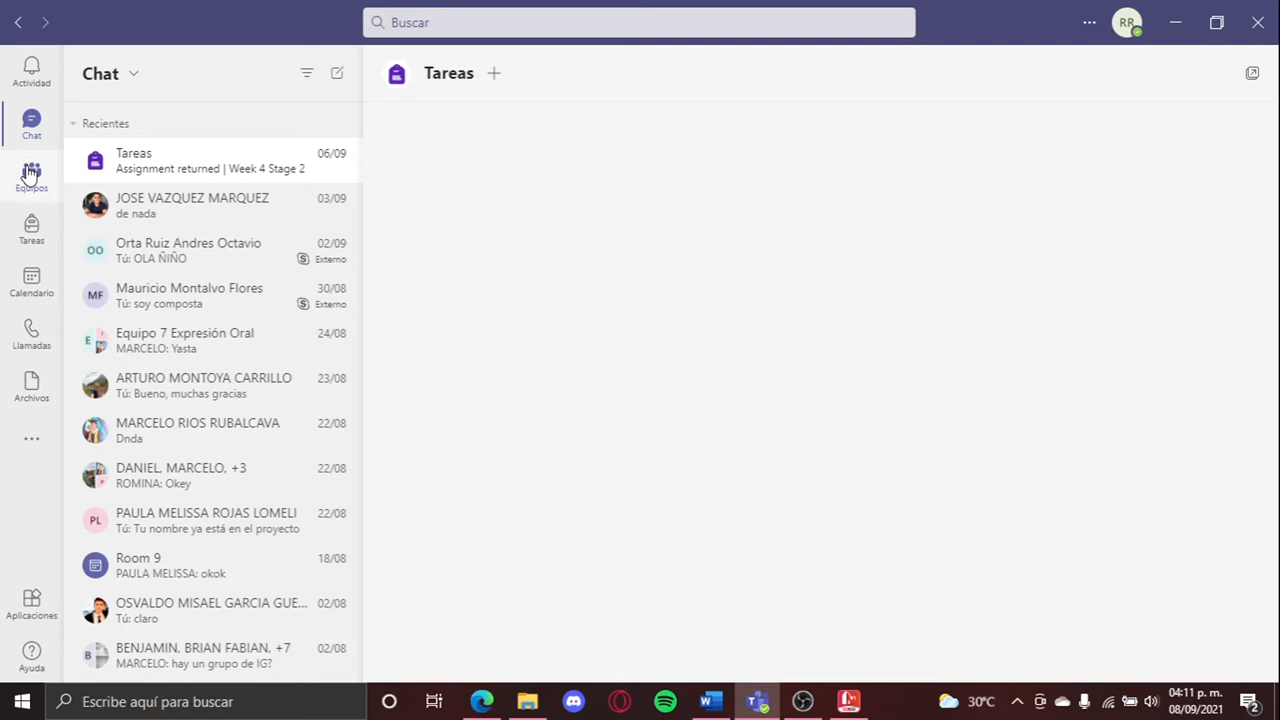 Buscar
RR
Actividad
Chat
Equipos
Tareas
Calendario
Llamadas
Archivos
Aplicaciones
Ayuda
Chat
Recientes
Tareas 06/09
Assignment returned | Week 4 Stage 2
JOSE VAZQUEZ MARQUEZ 03/09
de nada
OO
Orta Ruiz Andres Octavio 02/09
Tú: OLA ÑIÑO Externo
MF
Mauricio Montalvo Flores 30/08
Tú: soy composta Externo
E
Equipo 7 Expresión Oral 24/08
MARCELO: Yasta
ARTURO MONTOYA CARRILLO 23/08
Tú: Bueno, muchas gracias
MARCELO RIOS RUBALCAVA 22/08
Dnda
DANIEL, MARCELO, +3 22/08
ROMINA: Okey
PL
PAULA MELISSA ROJAS LOMELI 22/08
Tú: Tu nombre ya está en el proyecto
Room 9 18/08
PAULA MELISSA: okok
OSVALDO MISAEL GARCIA GUE... 02/08
Tú: claro
B
BENJAMIN, BRIAN FABIAN, +7 02/08
MARCELO: hay un grupo de IG?
Tareas
Escribe aquí para buscar
30°C
04:11 p. m.
08/09/2021
2